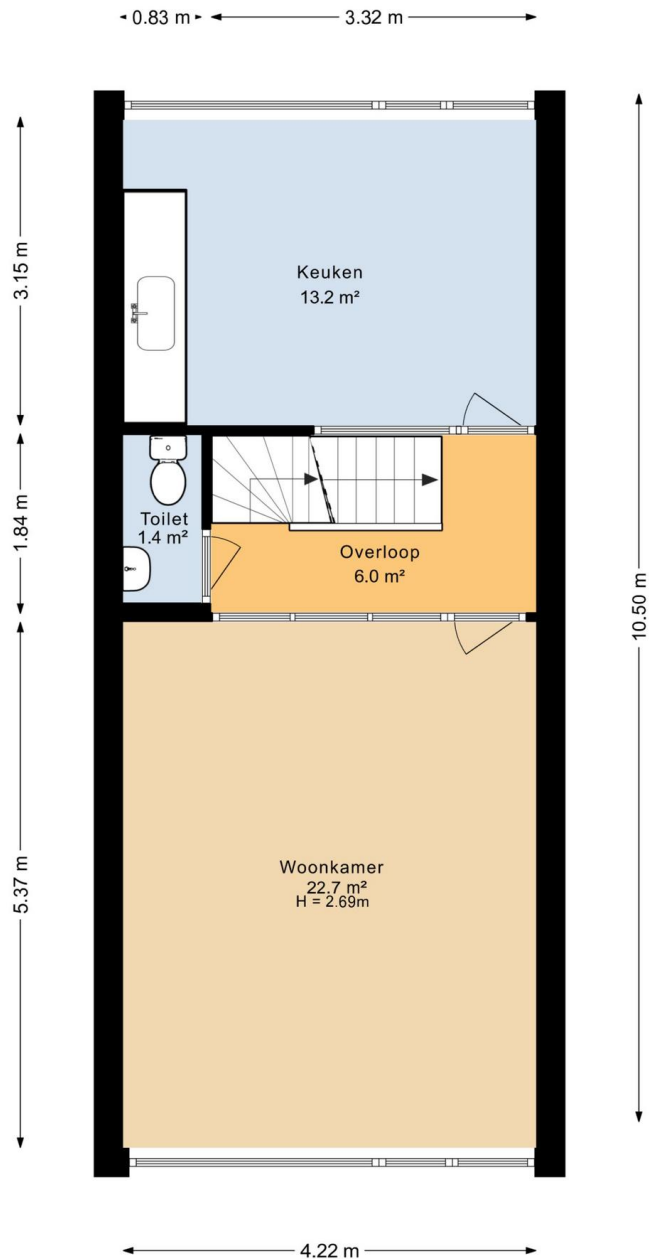 0.83 m
3.32 m
3.15 m
Keuken
13.2 m²
1.84 m
Toilet
1.4 m²
Overloop
6.0 m²
10.50 m
5.37 m
Woonkamer
22.7 m²
H = 2.69m
4.22 m